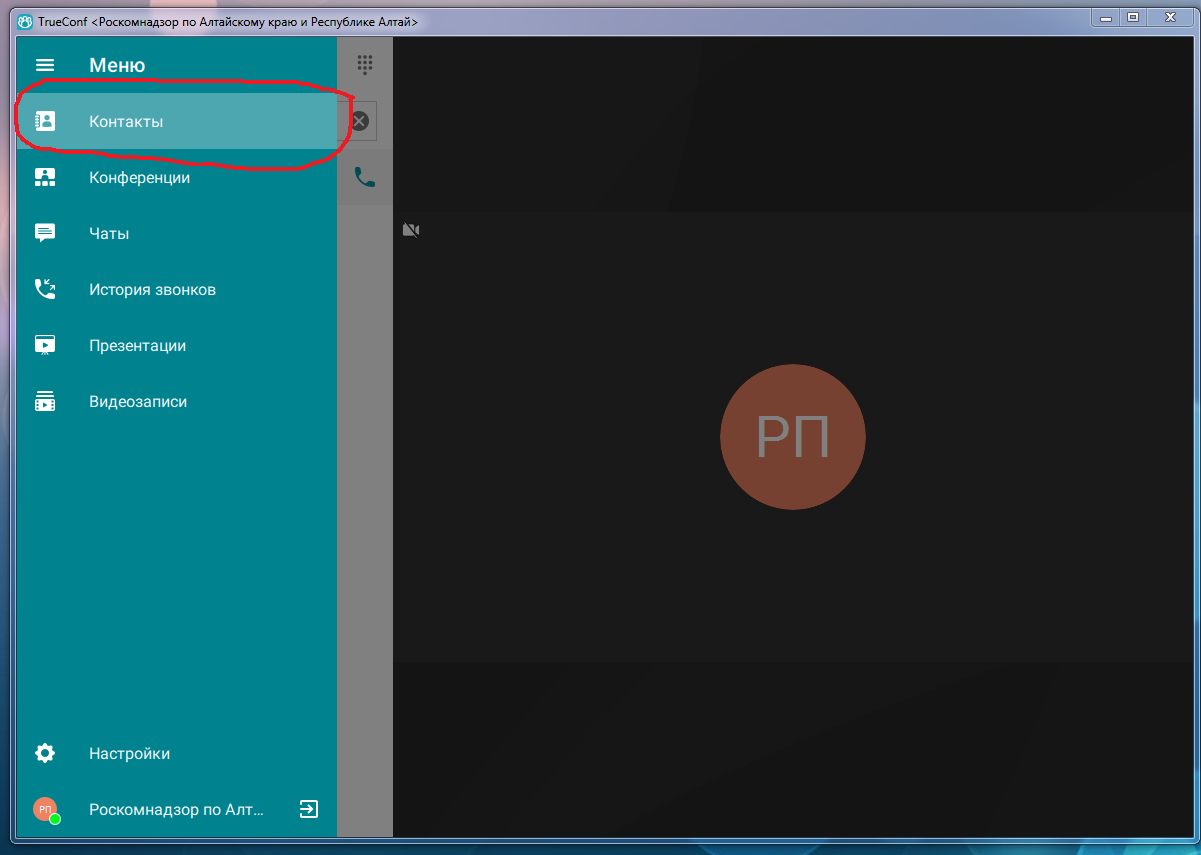 TrueConf <Роскомнадзор по Алтайскому краю и Республике Алтай>
Меню
Контакты
Конференции
Чаты
История звонков
Презентации
Видеозаписи
РП
Настройки
РП
Роскомнадзор по Алт...